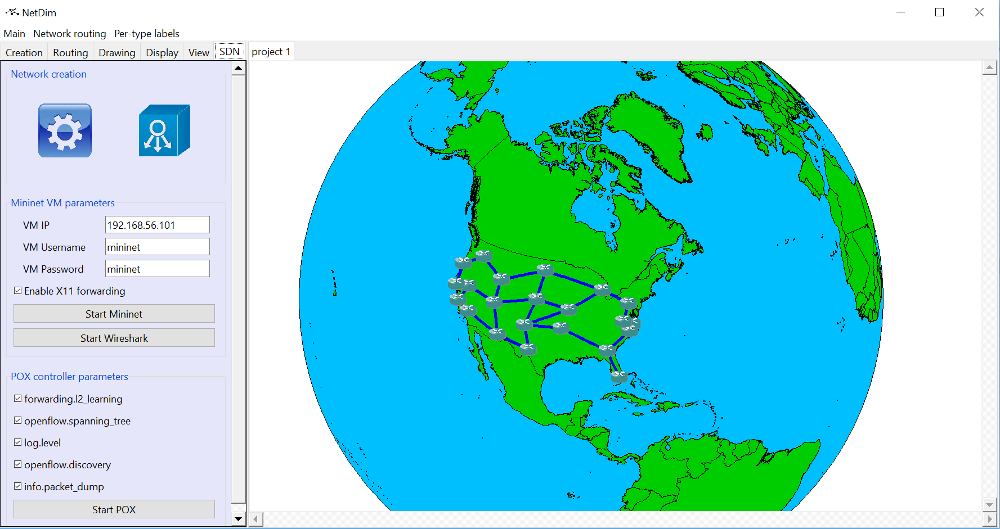 NetDim
Main Network routing Per-type labels
Creation Routing Drawing Display View SDN project 1
Network creation
Mininet VM parameters
VM IP 192.168.56.101
VM Username mininet
VM Password mininet
Enable X11 forwarding
Start Mininet
Start Wireshark
POX controller parameters
forwarding.l2_learning
openflow.spanning_tree
log.level
openflow.discovery
info.packet_dump
Start POX